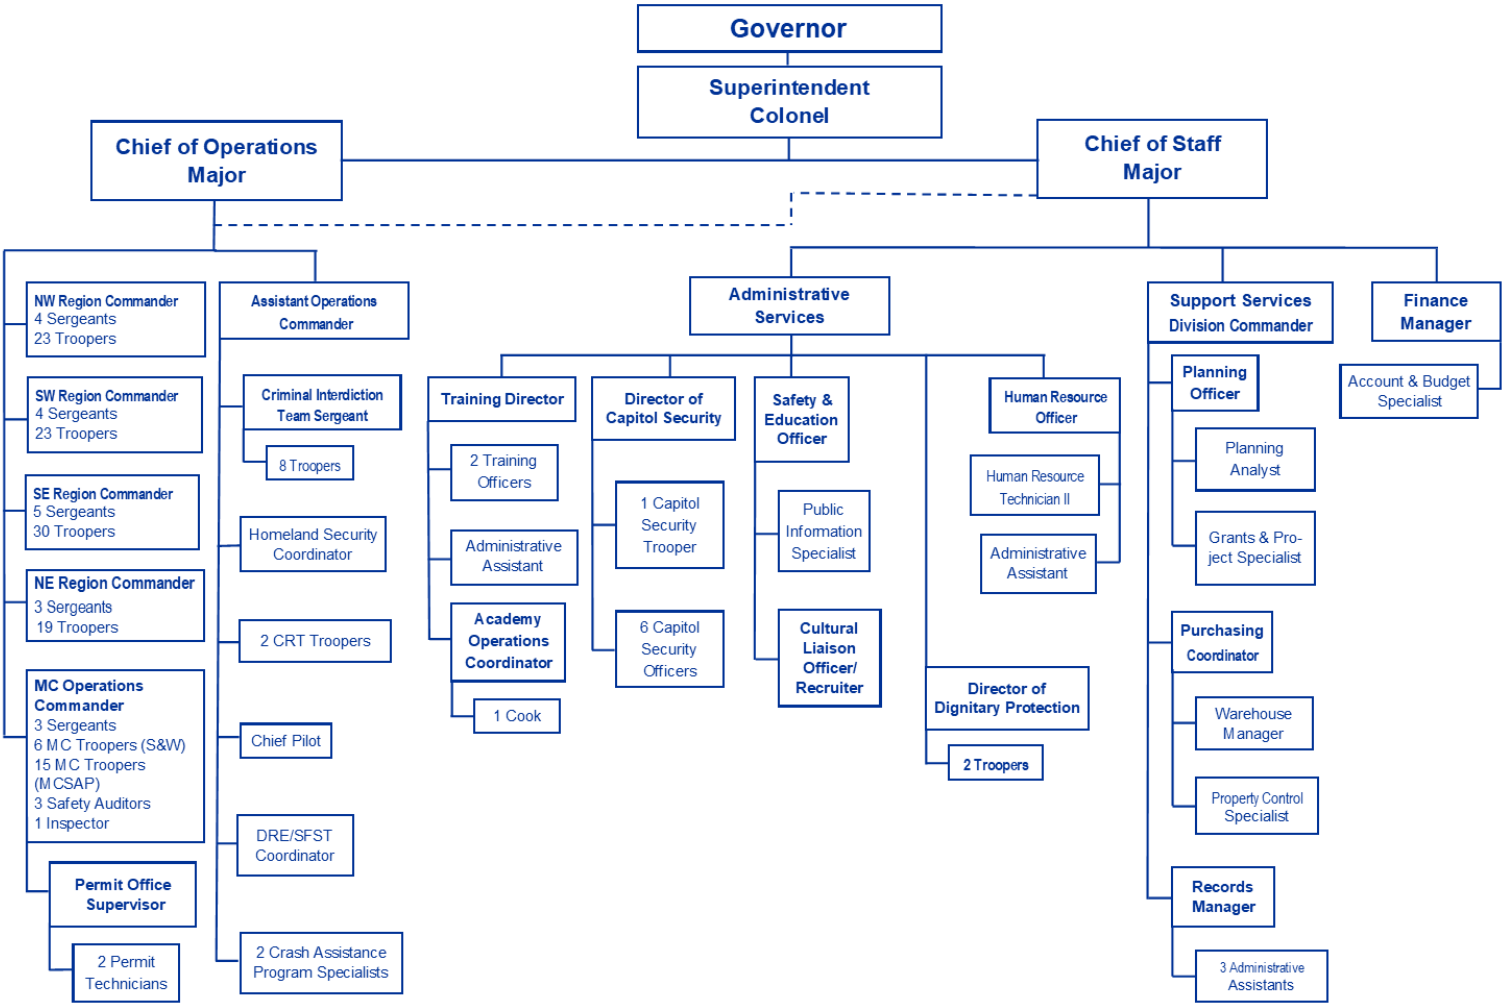 Governor
Superintendent
Colonel
Chief of Operations
Major
Chief of Staff
Major
NW Region Commander
4 Sergeants
23 Troopers
SW Region Commander
4 Sergeants
23 Troopers
SE Region Commander
5 Sergeants
30 Troopers
NE Region Commander
3 Sergeants
19 Troopers
MC Operations
Commander
3 Sergeants
6 MC Troopers (S&W)
15 MC Troopers
(MCSAP)
3 Safety Auditors
1 Inspector
Permit Office
Supervisor
2 Permit
Technicians
Assistant Operations
Commander
Criminal Interdiction
Team Sergeant
8 Troopers
Homeland Security
Coordinator
2 CRT Troopers
Chief Pilot
DRE/SFST
Coordinator
2 Crash Assistance
Program Specialists
Administrative
Services
Training Director
2 Training
Officers
Administrative
Assistant
Academy
Operations
Coordinator
1 Cook
Director of
Capitol Security
1 Capitol
Security
Trooper
6 Capitol
Security
Officers
Safety &
Education
Officer
Public
Information
Specialist
Cultural
Liaison
Officer/
Recruiter
Human Resource
Officer
Human Resource
Technician II
Administrative
Assistant
Director of
Dignitary Protection
2 Troopers
Support Services
Division Commander
Planning
Officer
Planning
Analyst
Grants & Pro-
ject Specialist
Purchasing
Coordinator
Warehouse
Manager
Property Control
Specialist
Records
Manager
3 Administrative
Assistants
Finance
Manager
Account & Budget
Specialist